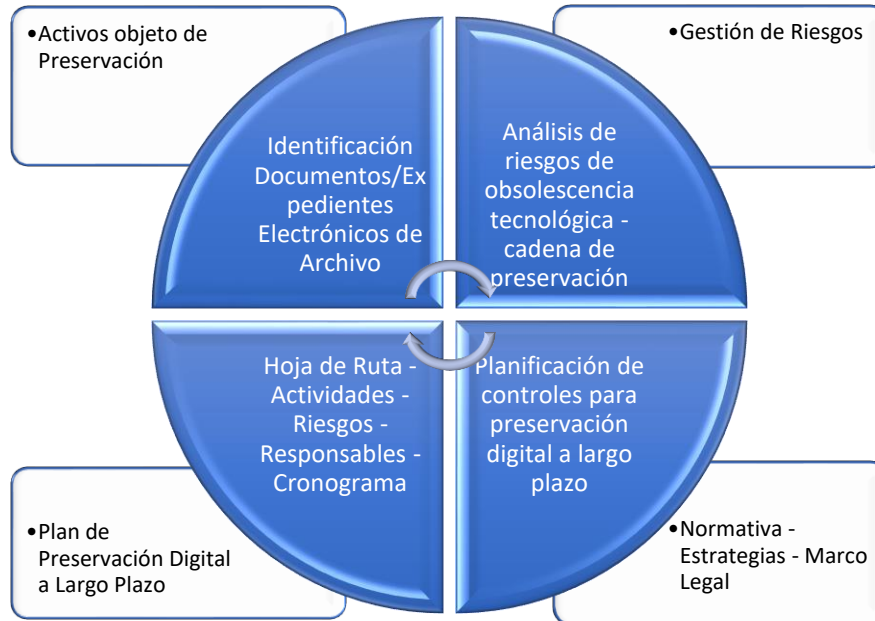 •Activos objeto de
Preservación
•Gestión de Riesgos
Identificación
Documentos/Ex
pedientes
Electrónicos de
Archivo
Análisis de
riesgos de
obsolescencia
tecnológica -
cadena de
preservación
Hoja de Ruta -
Actividades -
Riesgos -
Responsables -
Cronograma
Planificación de
controles para
preservación
digital a largo
plazo
•Plan de
Preservación Digital
a Largo Plazo
•Normativa -
Estrategias - Marco
Legal